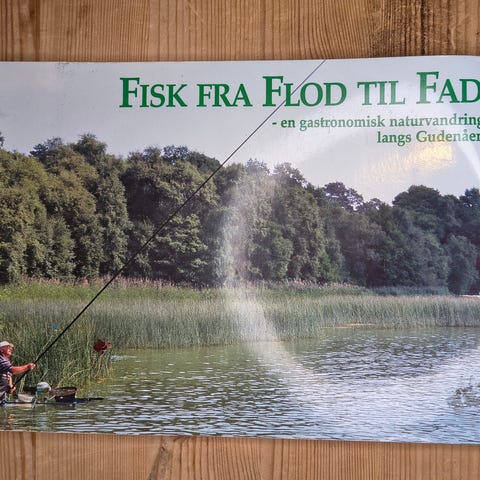 FISK FRA FLOD TIL FAD
- en gastronomisk naturvandring
langs Gudenåen